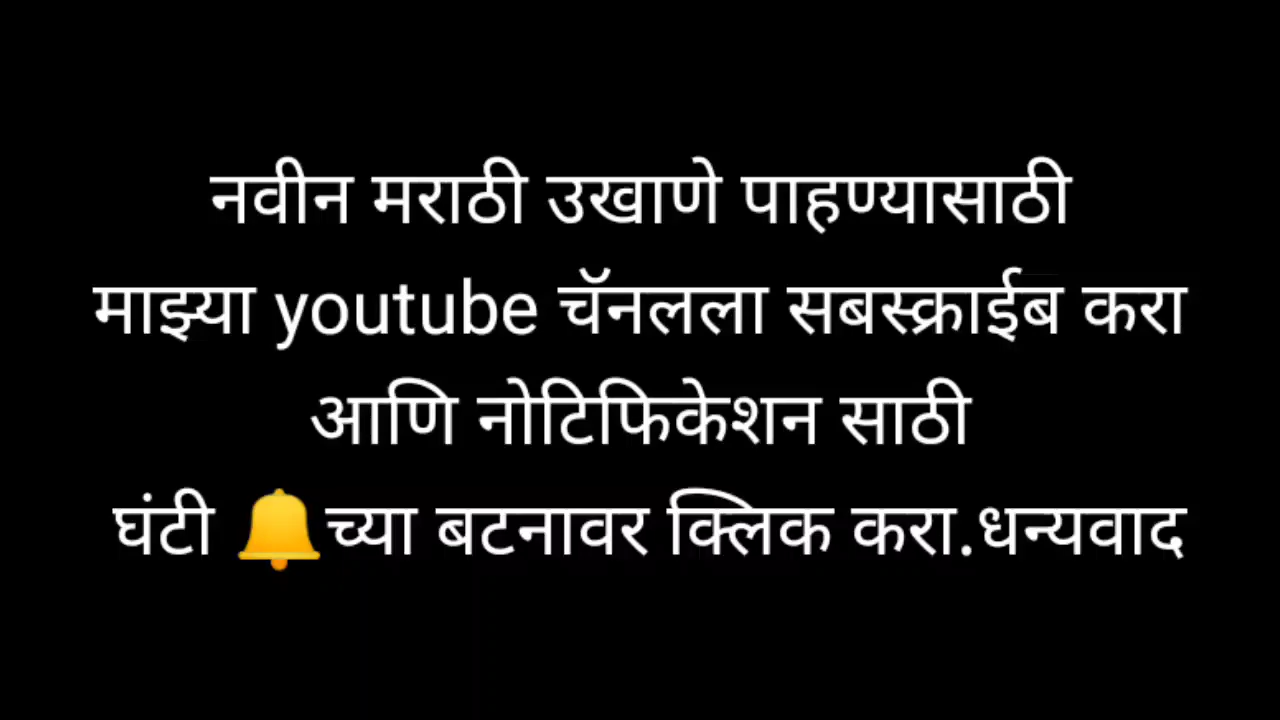 नवीन मराठी उखाणे पाहण्यासाठी
माझ्या youtube चॅनलला सबस्क्राईब करा
आणि नोटिफिकेशन साठी
घंटी 🔔च्या बटनावर क्लिक करा.धन्यवाद